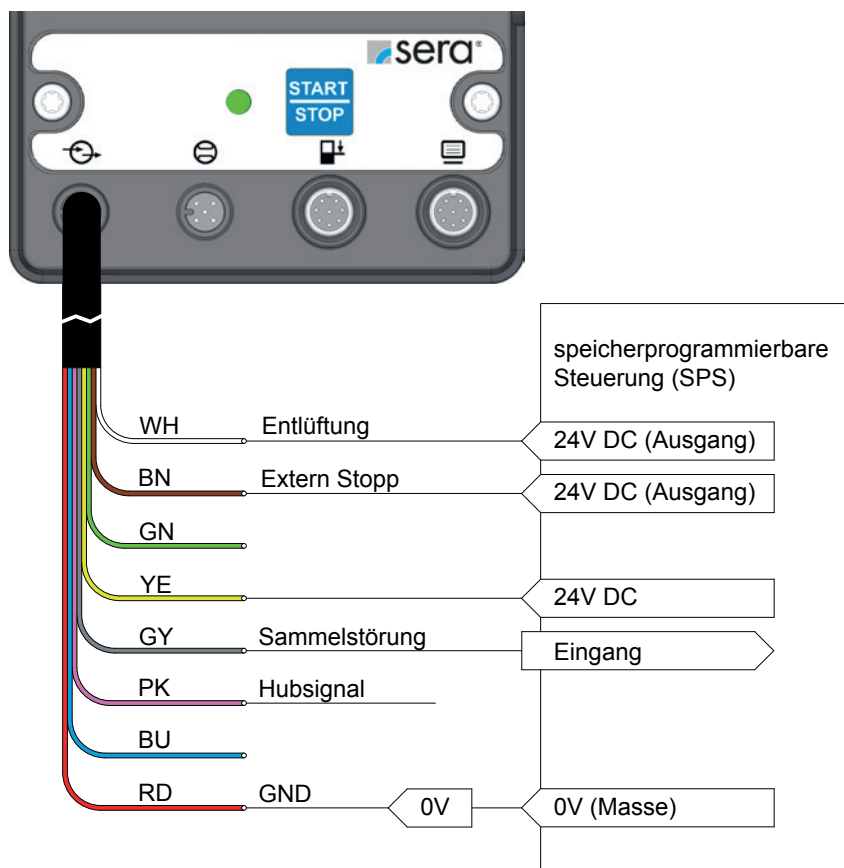 sera®
START
STOP
speicherprogrammierbare
Steuerung (SPS)
WH Entlüftung 24V DC (Ausgang)
BN Extern Stopp 24V DC (Ausgang)
GN
YE 24V DC
GY Sammelstörung Eingang
PK Hubsignal
BU
RD GND 0V 0V (Masse)